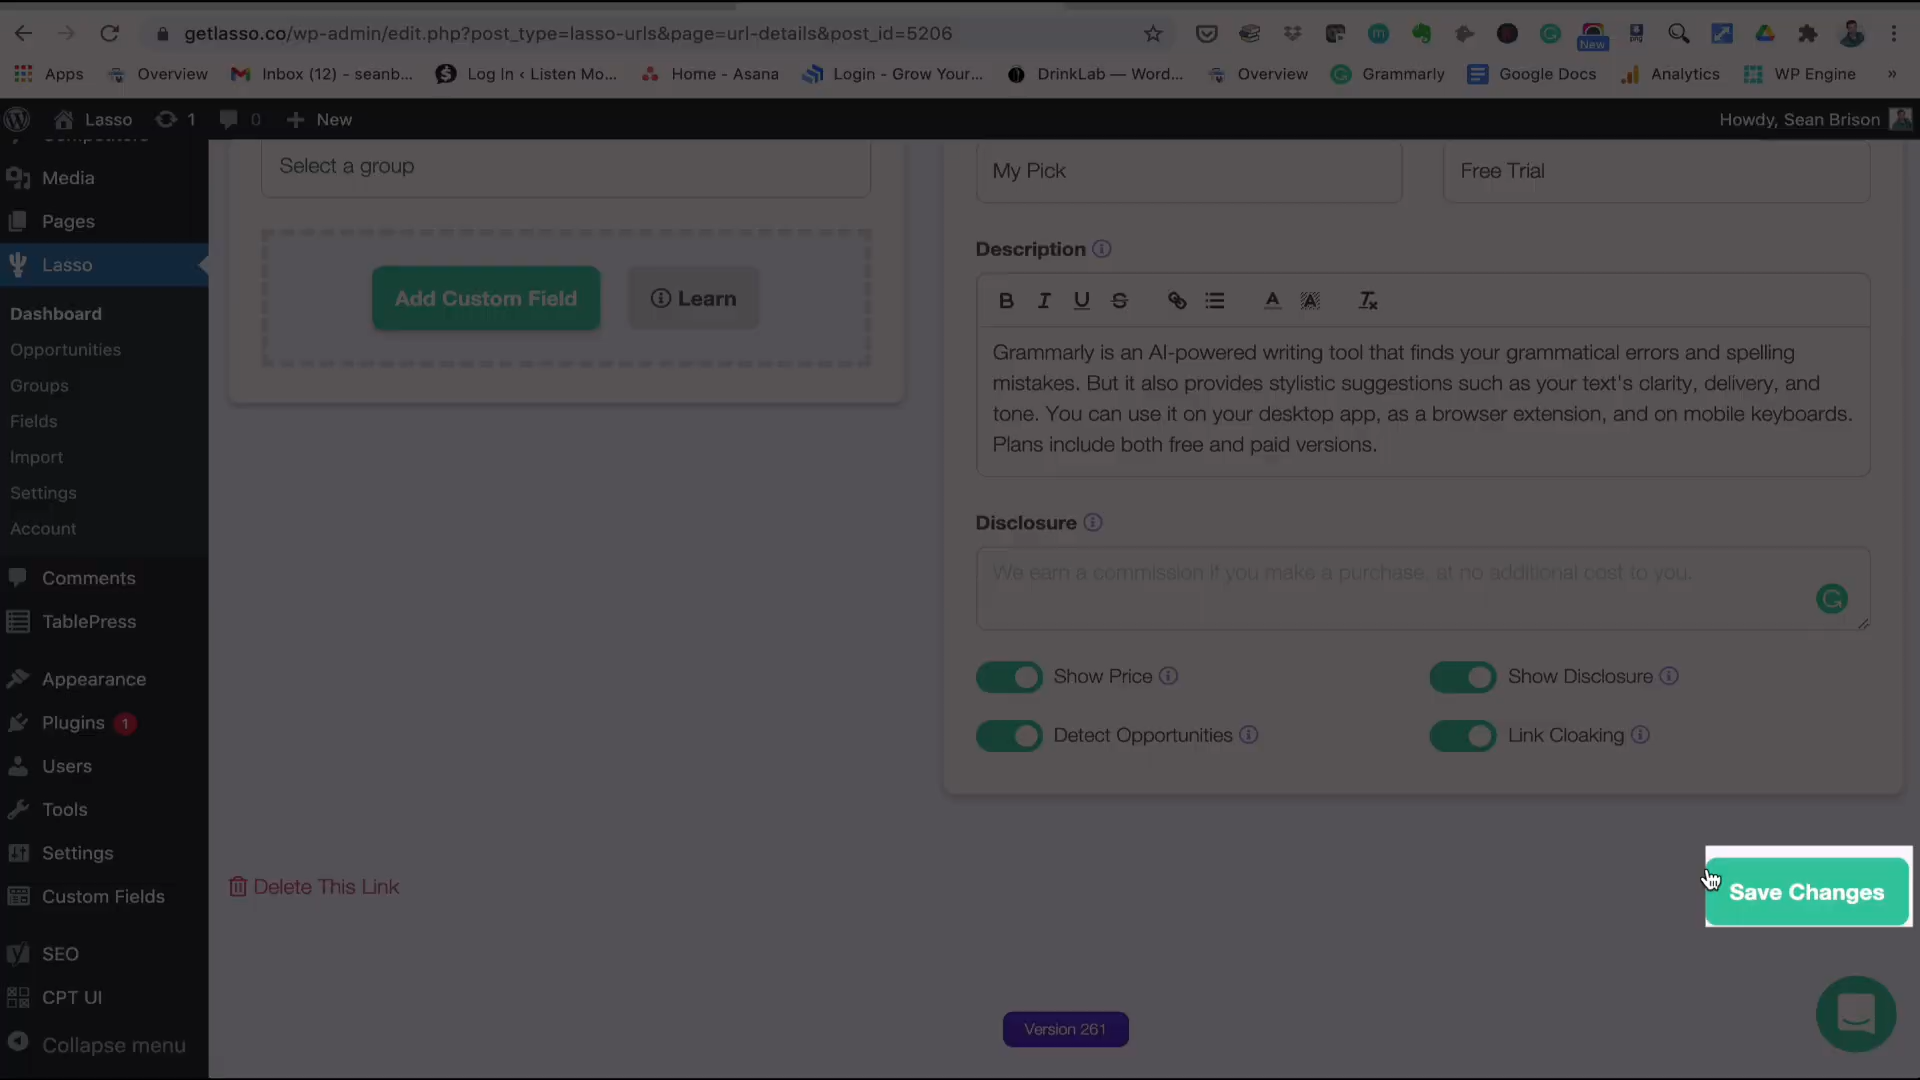 getlasso.co/wp-admin/edit.php?post_type=lasso-urls&page=url-details&post_id=5206
New
Apps
Overview
Inbox (12) - seanb...
Log In ‹ Listen Mo...
Home - Asana
Login - Grow Your...
DrinkLab — Word...
Overview
Grammarly
Google Docs
Analytics
WP Engine
»
Lasso
1
0
New
Howdy, Sean Brison
Media
Pages
Lasso
Dashboard
Opportunities
Groups
Fields
Import
Settings
Account
Comments
TablePress
Appearance
Plugins 1
Users
Tools
Settings
Custom Fields
SEO
CPT UI
Collapse menu
Select a group
Add Custom Field
Learn
My Pick
Free Trial
Description
B I U S
Grammarly is an AI-powered writing tool that finds your grammatical errors and spelling
mistakes. But it also provides stylistic suggestions such as your text's clarity, delivery, and
tone. You can use it on your desktop app, as a browser extension, and on mobile keyboards.
Plans include both free and paid versions.
Disclosure
We earn a commission if you make a purchase, at no additional cost to you.
Show Price
Show Disclosure
Detect Opportunities
Link Cloaking
Delete This Link
Save Changes
Version 261